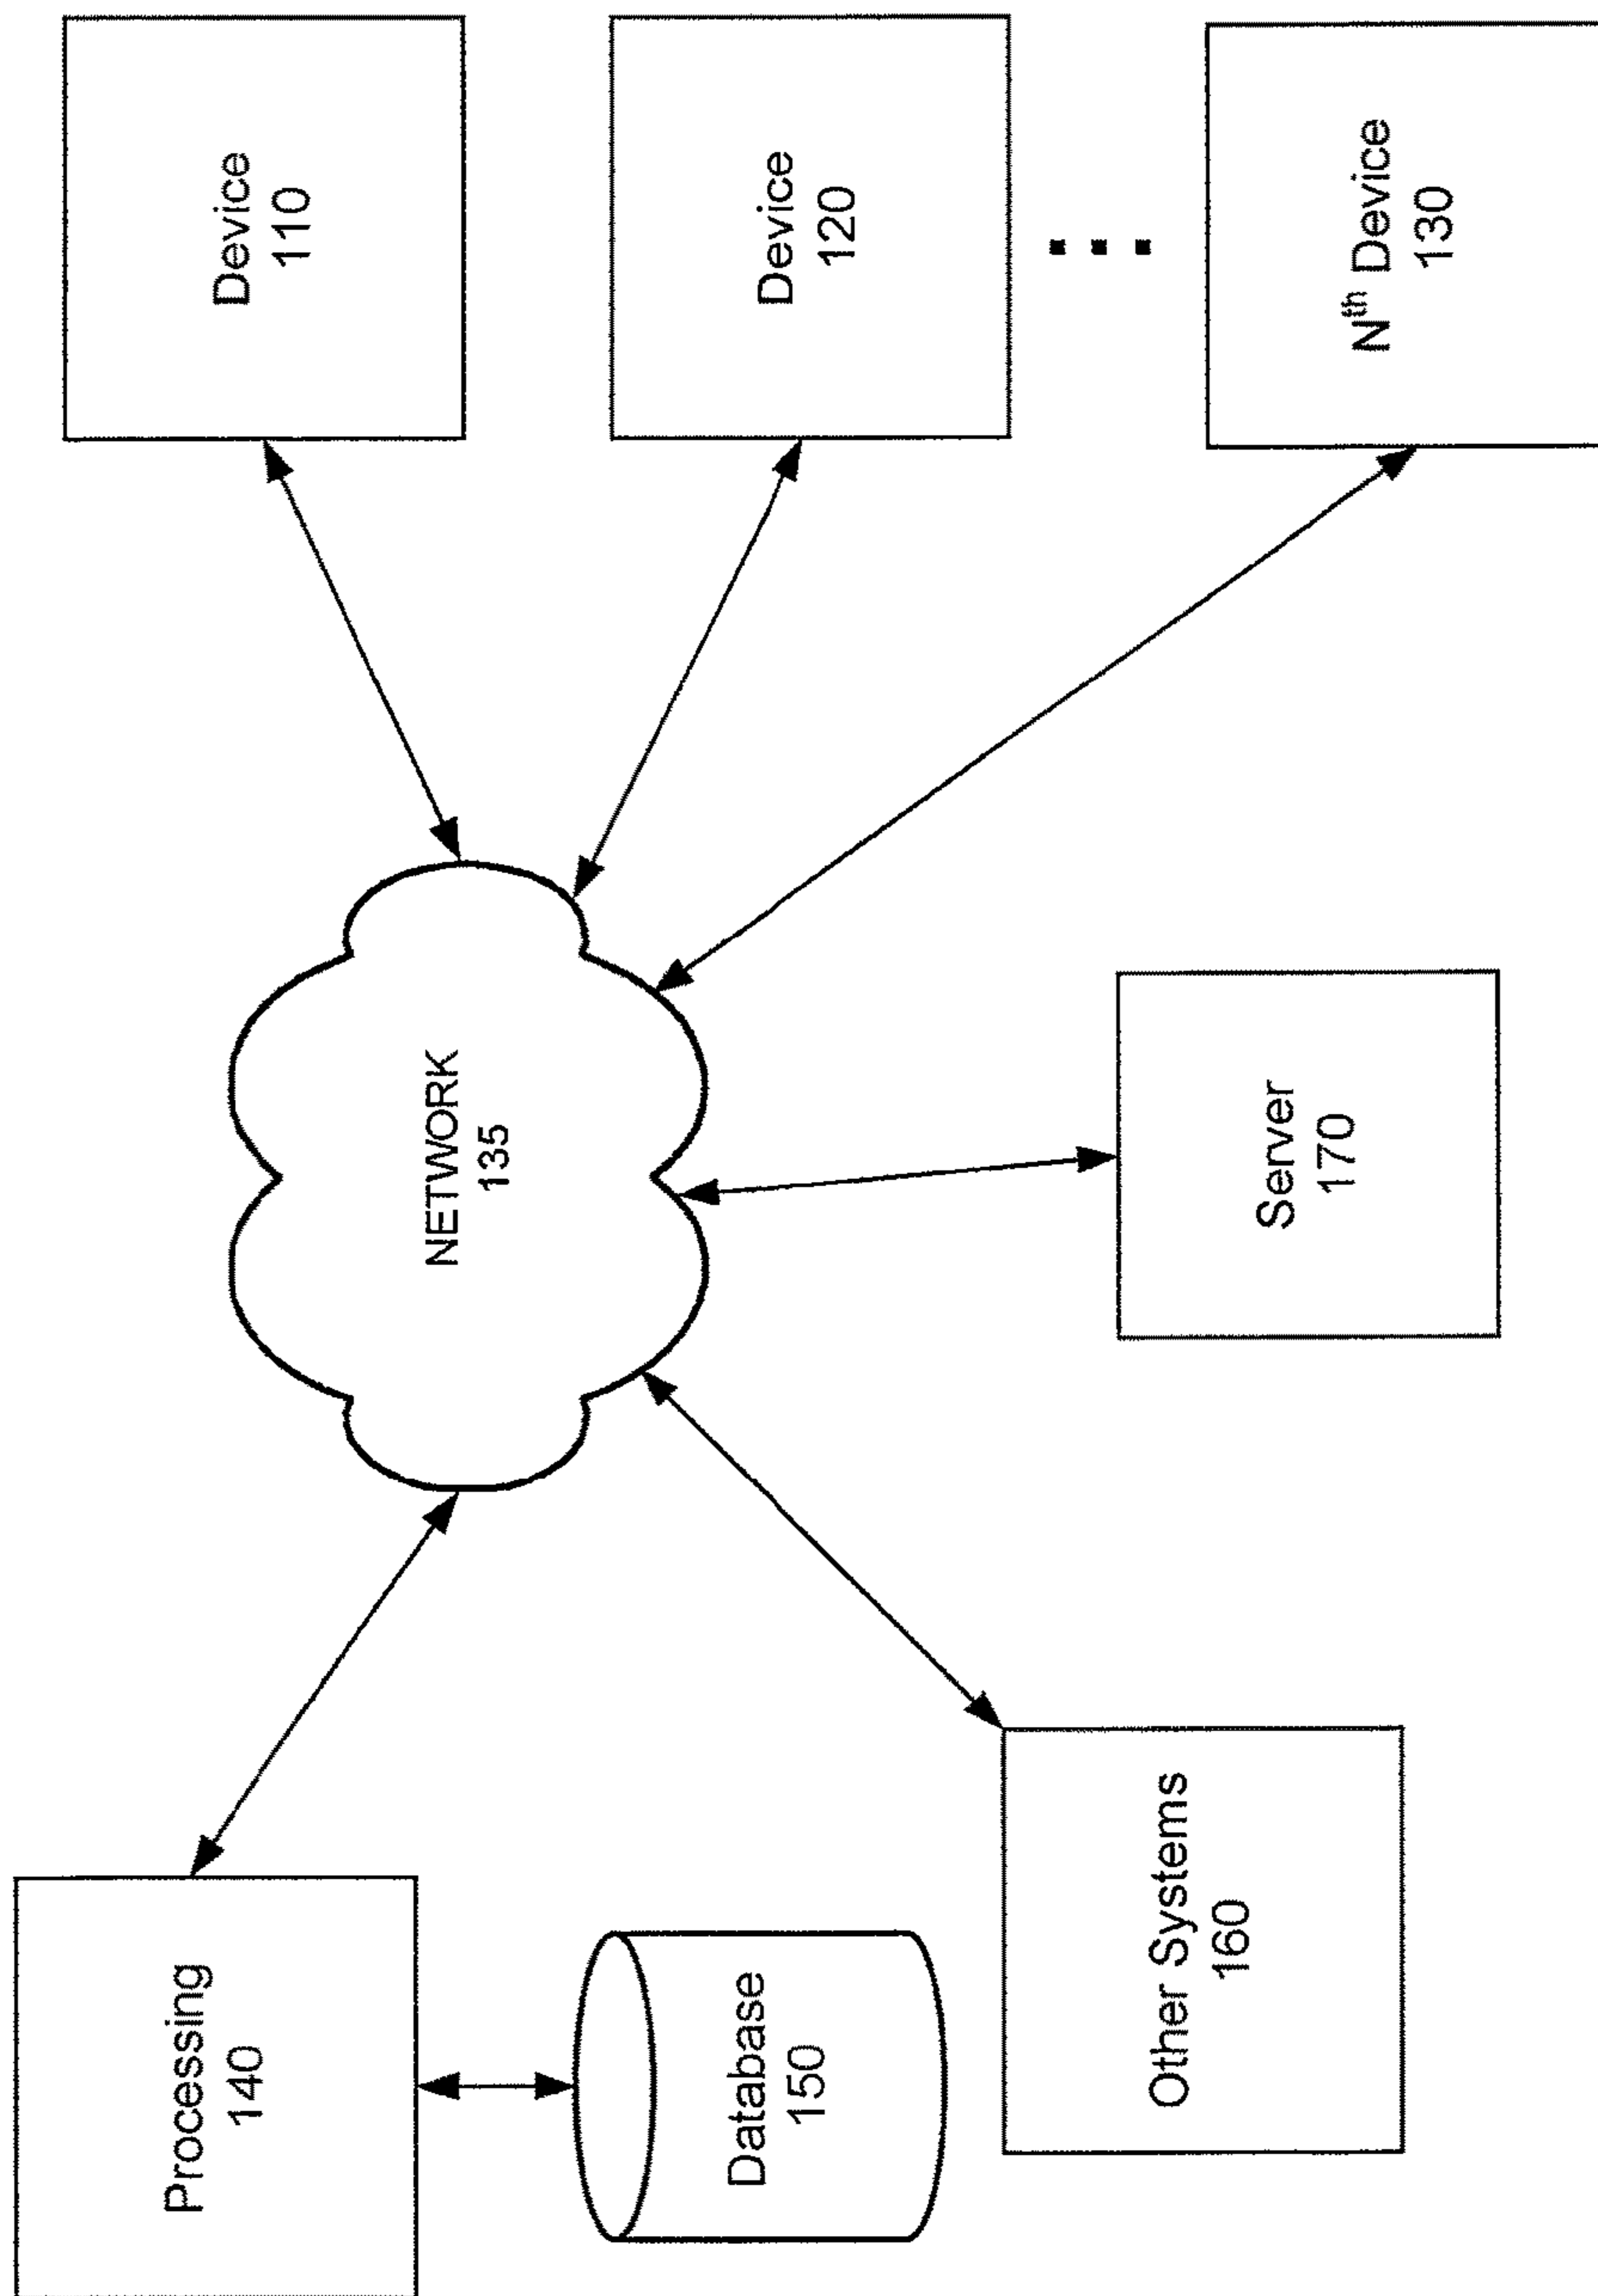 Processing
140
Database
150
Other Systems
160
NETWORK
135
Server
170
Device
110
Device
120
Nth Device
130